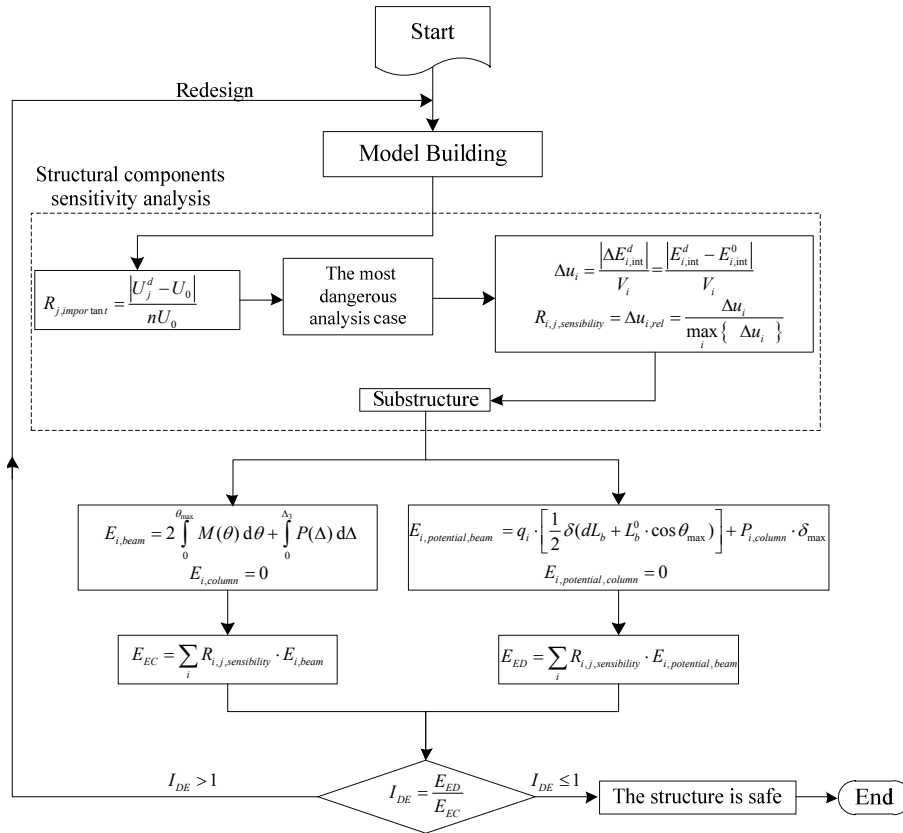 Start
Redesign
Model Building
Structural components
sensitivity analysis
R_{j,important} = |U_j^d − U_0| / nU_0
The most
dangerous
analysis case
Δu_i = |ΔE_{i,int}^d| / V_i = |E_{i,int}^d − E_{i,int}^0| / V_i
R_{i,j,sensibility} = Δu_{i,rel} = Δu_i / max_i{ Δu_i }
Substructure
E_{i,beam} = 2∫_0^{θ_max} M(θ) dθ + ∫_0^{Δ_3} P(Δ) dΔ
E_{i,column} = 0
E_{i,potential,beam} = q_i · [1/2 δ(dL_b + L_b^0 · cos θ_max)] + P_{i,column} · δ_max
E_{i,potential,column} = 0
E_{EC} = ∑_i R_{i,j,sensibility} · E_{i,beam}
E_{ED} = ∑_i R_{i,j,sensibility} · E_{i,potential,beam}
I_{DE} > 1
I_{DE} = E_{ED} / E_{EC}
I_{DE} ≤ 1
The structure is safe
End